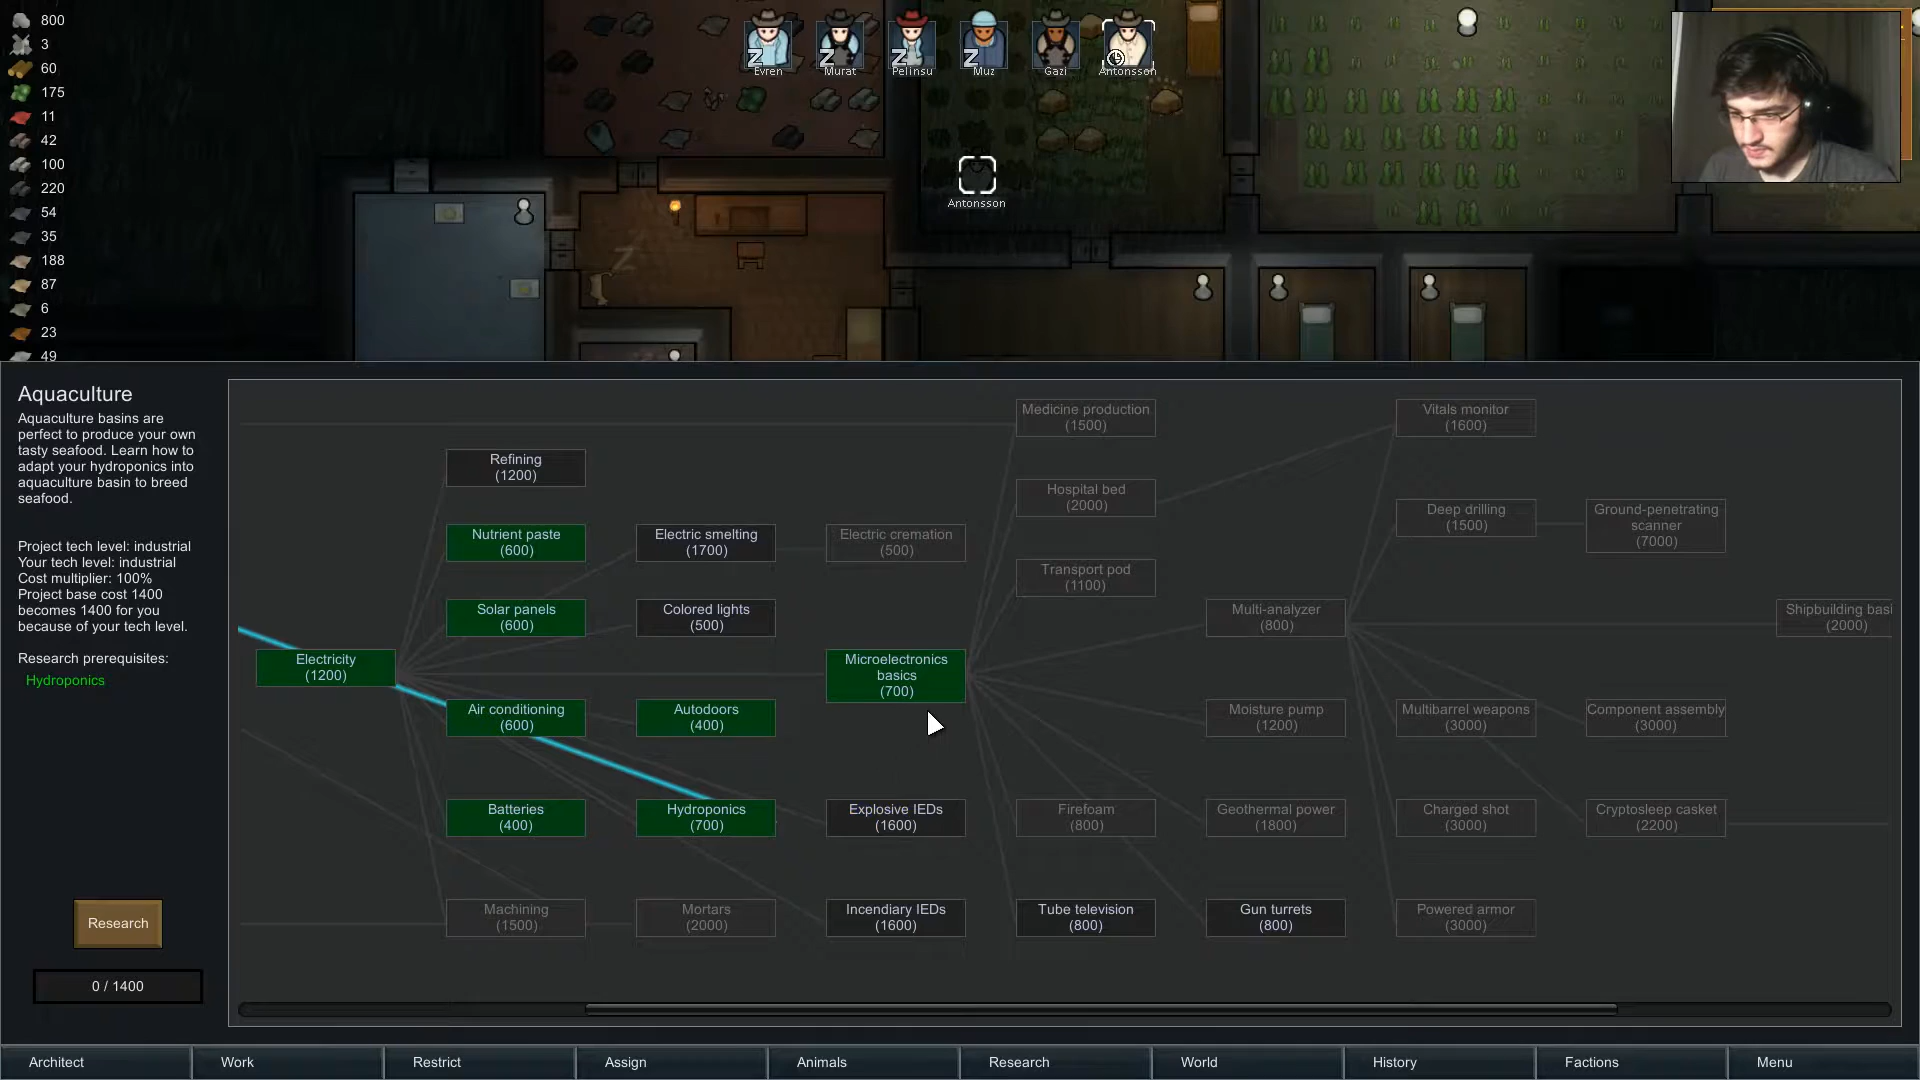 800
3
60
175
11
42
100
220
54
35
188
87
6
23
49
Evren
Murat
Pelinsu
Muz
Gazi
Antonsson
Antonsson
Aquaculture
Aquaculture basins are
perfect to produce your own
tasty seafood. Learn how to
adapt your hydroponics into
aquaculture basin to breed
seafood.
Project tech level: industrial
Your tech level: industrial
Cost multiplier: 100%
Project base cost 1400
becomes 1400 for you
because of your tech level.
Research prerequisites:
Hydroponics
Research
0 / 1400
Medicine production
(1500)
Vitals monitor
(1600)
Refining
(1200)
Hospital bed
(2000)
Deep drilling
(1500)
Ground-penetrating
scanner
(7000)
Nutrient paste
(600)
Electric smelting
(1700)
Electric cremation
(500)
Transport pod
(1100)
Solar panels
(600)
Colored lights
(500)
Multi-analyzer
(800)
Shipbuilding basi
(2000)
Electricity
(1200)
Microelectronics
basics
(700)
Air conditioning
(600)
Autodoors
(400)
Moisture pump
(1200)
Multibarrel weapons
(3000)
Component assembly
(3000)
Batteries
(400)
Hydroponics
(700)
Explosive IEDs
(1600)
Firefoam
(800)
Geothermal power
(1800)
Charged shot
(3000)
Cryptosleep casket
(2200)
Machining
(1500)
Mortars
(2000)
Incendiary IEDs
(1600)
Tube television
(800)
Gun turrets
(800)
Powered armor
(3000)
Architect
Work
Restrict
Assign
Animals
Research
World
History
Factions
Menu